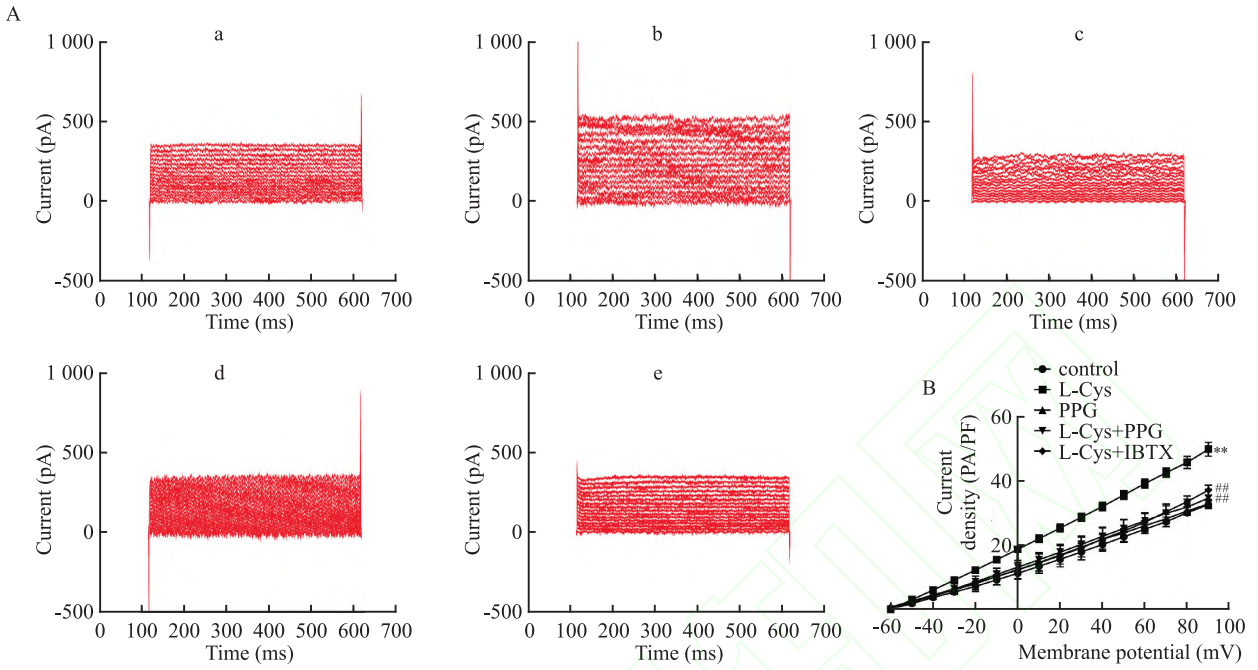 A
a
1 000
500
0
-500
Current (pA)
0 100 200 300 400 500 600 700
Time (ms)
b
1 000
500
0
-500
Current (pA)
0 100 200 300 400 500 600 700
Time (ms)
c
1 000
500
0
-500
Current (pA)
0 100 200 300 400 500 600 700
Time (ms)
d
1 000
500
0
-500
Current (pA)
0 100 200 300 400 500 600 700
Time (ms)
e
1 000
500
0
-500
Current (pA)
0 100 200 300 400 500 600 700
Time (ms)
B
control
L-Cys
PPG
L-Cys+PPG
L-Cys+IBTX
60
40
20
Current
density (PA/PF)
**
##
##
-60 -40 -20 0 20 40 60 80 100
Membrane potential (mV)